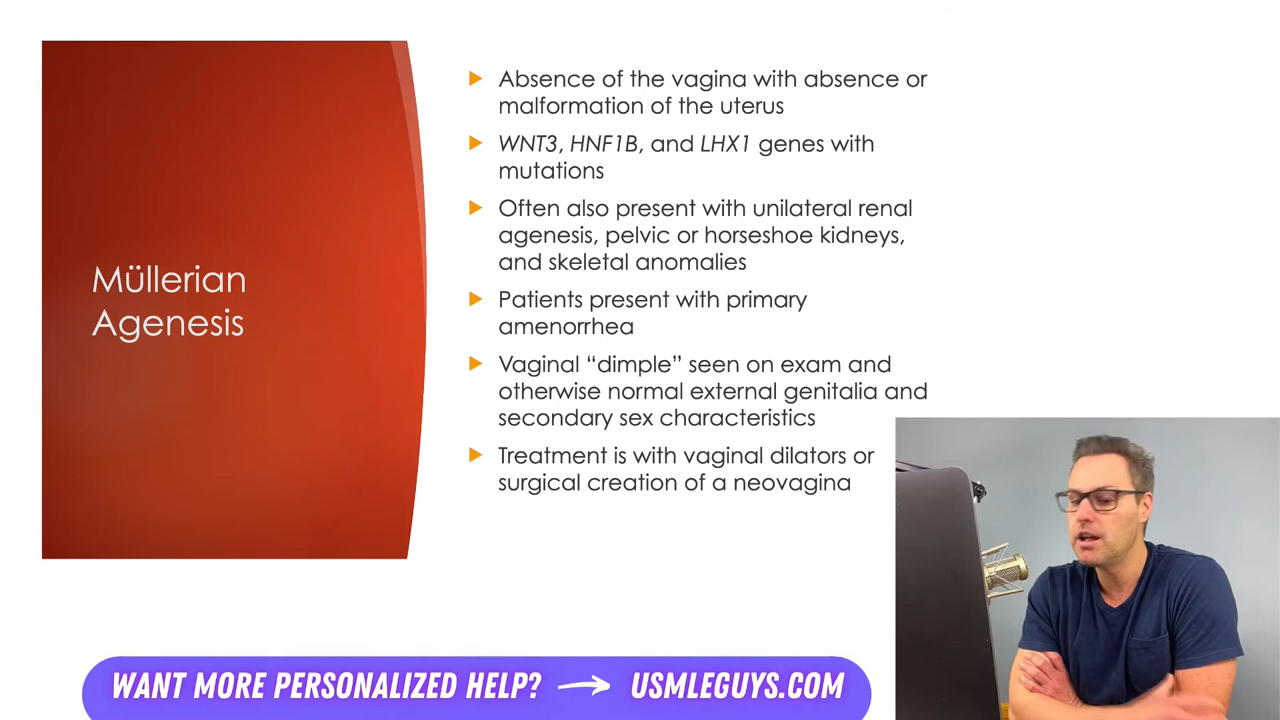 Müllerian
Agenesis
Absence of the vagina with absence or
malformation of the uterus
WNT3, HNF1B, and LHX1 genes with
mutations
Often also present with unilateral renal
agenesis, pelvic or horseshoe kidneys,
and skeletal anomalies
Patients present with primary
amenorrhea
Vaginal “dimple” seen on exam and
otherwise normal external genitalia and
secondary sex characteristics
Treatment is with vaginal dilators or
surgical creation of a neovagina
WANT MORE PERSONALIZED HELP? → USMLEGUYS.COM